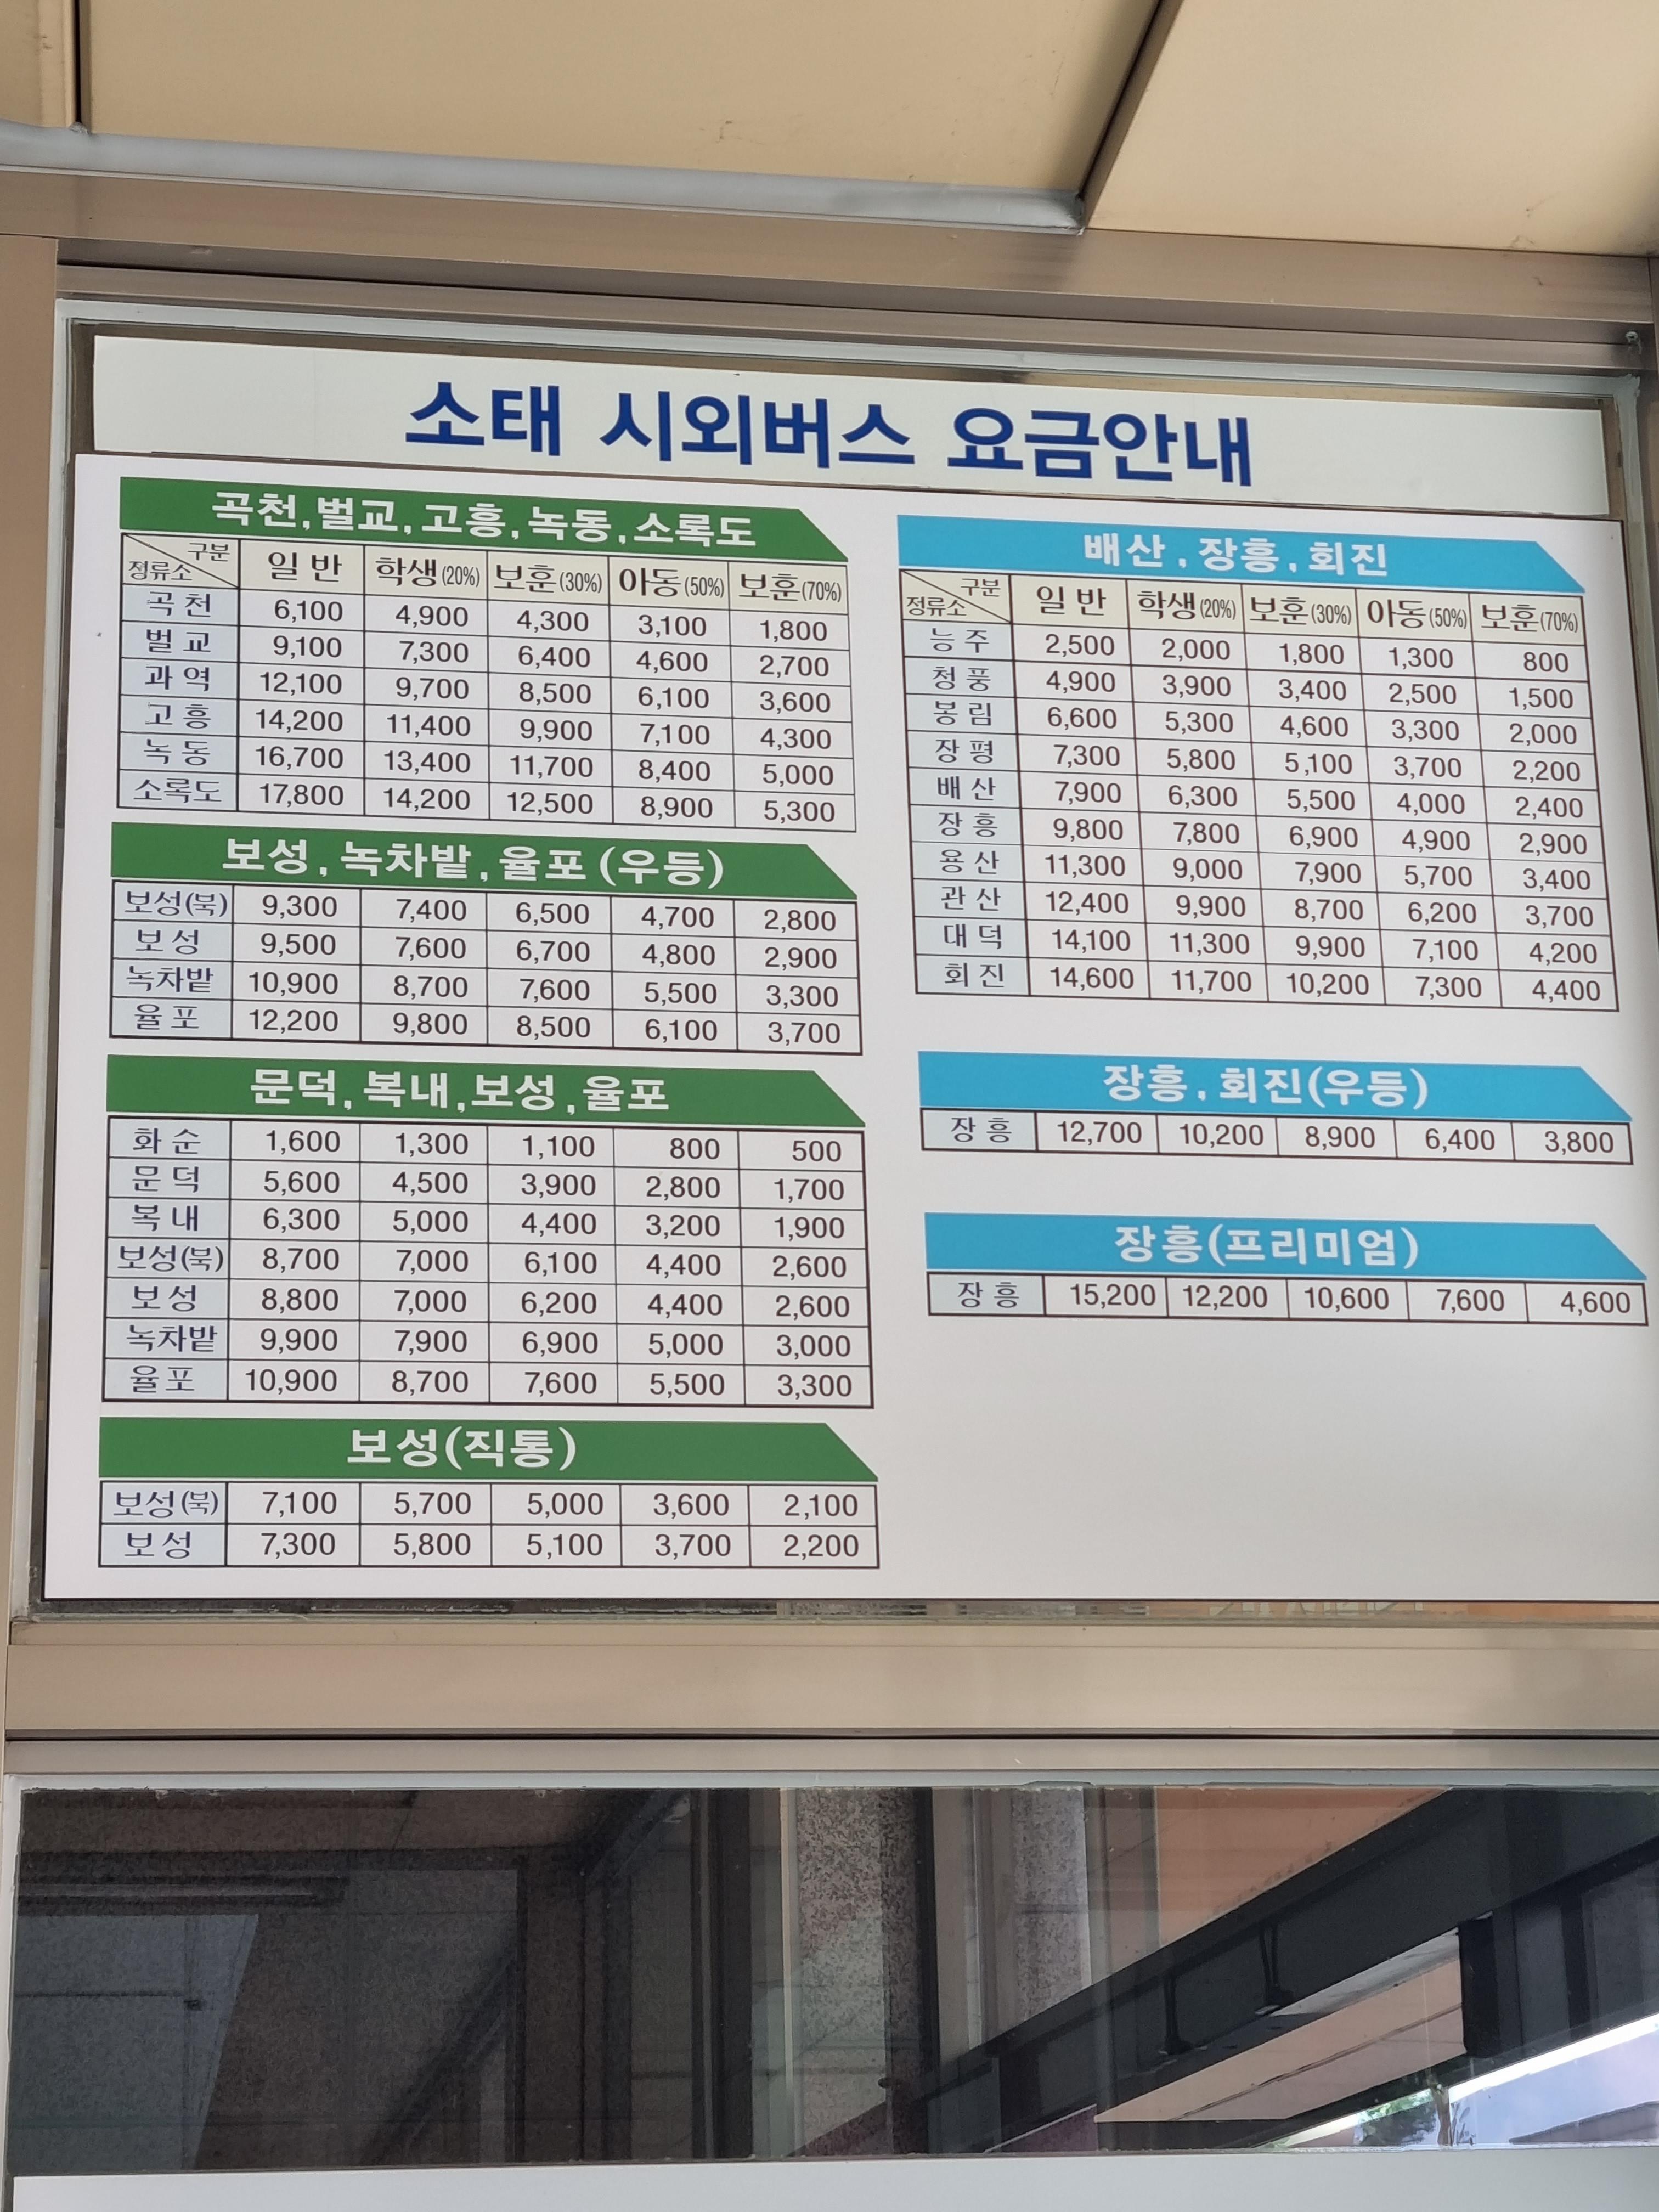 소태 시외버스 요금안내
곡천,벌교,고흥,녹동,소록도
구분 정류소 일반 학생(20%) 보훈(30%) 아동(50%) 보훈(70%)
곡천 6,100 4,900 4,300 3,100 1,800
벌교 9,100 7,300 6,400 4,600 2,700
과역 12,100 9,700 8,500 6,100 3,600
고흥 14,200 11,400 9,900 7,100 4,300
녹동 16,700 13,400 11,700 8,400 5,000
소록도 17,800 14,200 12,500 8,900 5,300
보성,녹차밭,율포(우등)
보성(북) 9,300 7,400 6,500 4,700 2,800
보성 9,500 7,600 6,700 4,800 2,900
녹차밭 10,900 8,700 7,600 5,500 3,300
율포 12,200 9,800 8,500 6,100 3,700
문덕,복내,보성,율포
화순 1,600 1,300 1,100 800 500
문덕 5,600 4,500 3,900 2,800 1,700
복내 6,300 5,000 4,400 3,200 1,900
보성(북) 8,700 7,000 6,100 4,400 2,600
보성 8,800 7,000 6,200 4,400 2,600
녹차밭 9,900 7,900 6,900 5,000 3,000
율포 10,900 8,700 7,600 5,500 3,300
보성(직통)
보성(북) 7,100 5,700 5,000 3,600 2,100
보성 7,300 5,800 5,100 3,700 2,200
배산,장흥,회진
구분 정류소 일반 학생(20%) 보훈(30%) 아동(50%) 보훈(70%)
능주 2,500 2,000 1,800 1,300 800
청풍 4,900 3,900 3,400 2,500 1,500
봉림 6,600 5,300 4,600 3,300 2,000
장평 7,300 5,800 5,100 3,700 2,200
배산 7,900 6,300 5,500 4,000 2,400
장흥 9,800 7,800 6,900 4,900 2,900
용산 11,300 9,000 7,900 5,700 3,400
관산 12,400 9,900 8,700 6,200 3,700
대덕 14,100 11,300 9,900 7,100 4,200
회진 14,600 11,700 10,200 7,300 4,400
장흥,회진(우등)
장흥 12,700 10,200 8,900 6,400 3,800
장흥(프리미엄)
장흥 15,200 12,200 10,600 7,600 4,600